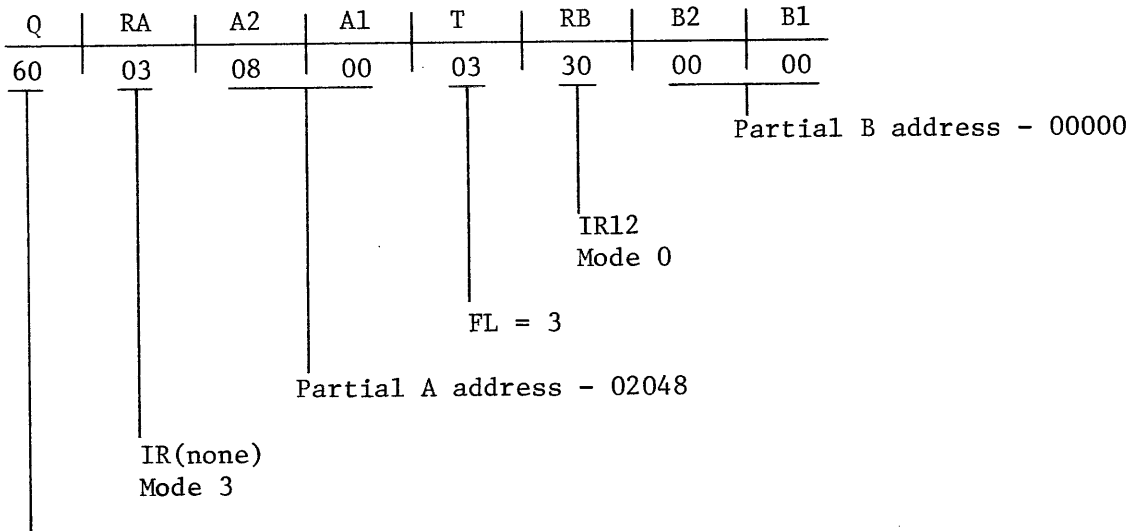 Q RA A2 A1 T RB B2 B1
60 03 08 00 03 30 00 00
Partial B address - 00000
IR12
Mode 0
FL = 3
Partial A address - 02048
IR(none)
Mode 3